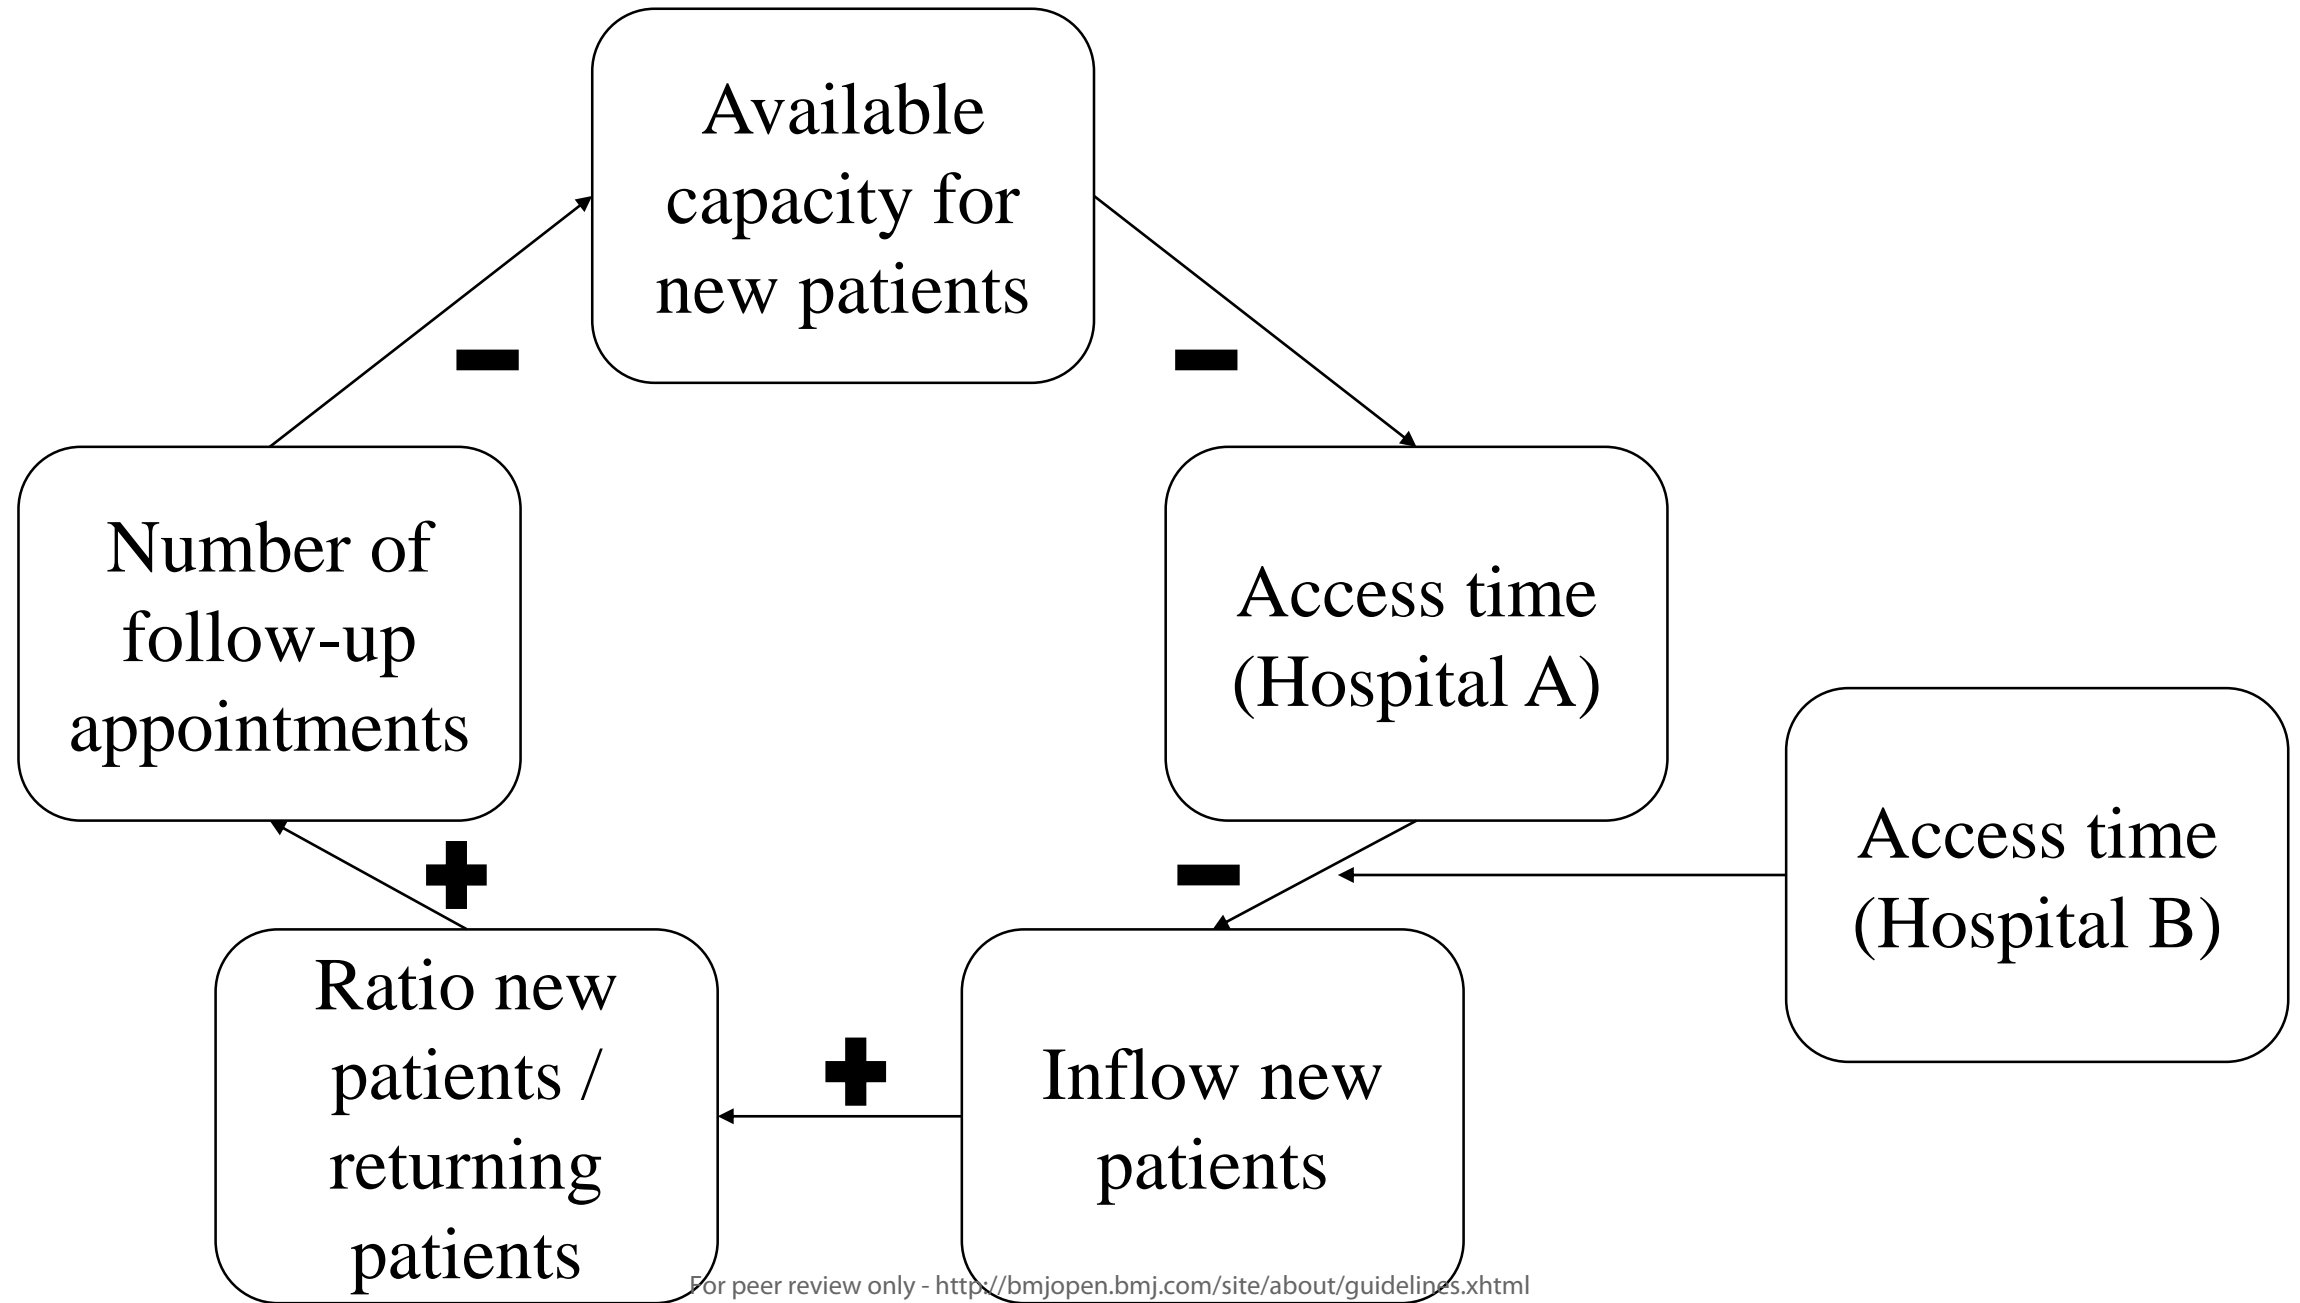 Available
capacity for
new patients
Number of
follow-up
appointments
Access time
(Hospital A)
Access time
(Hospital B)
Ratio new
patients /
returning
patients
Inflow new
patients
For peer review only - http://bmjopen.bmj.com/site/about/guidelines.xhtml